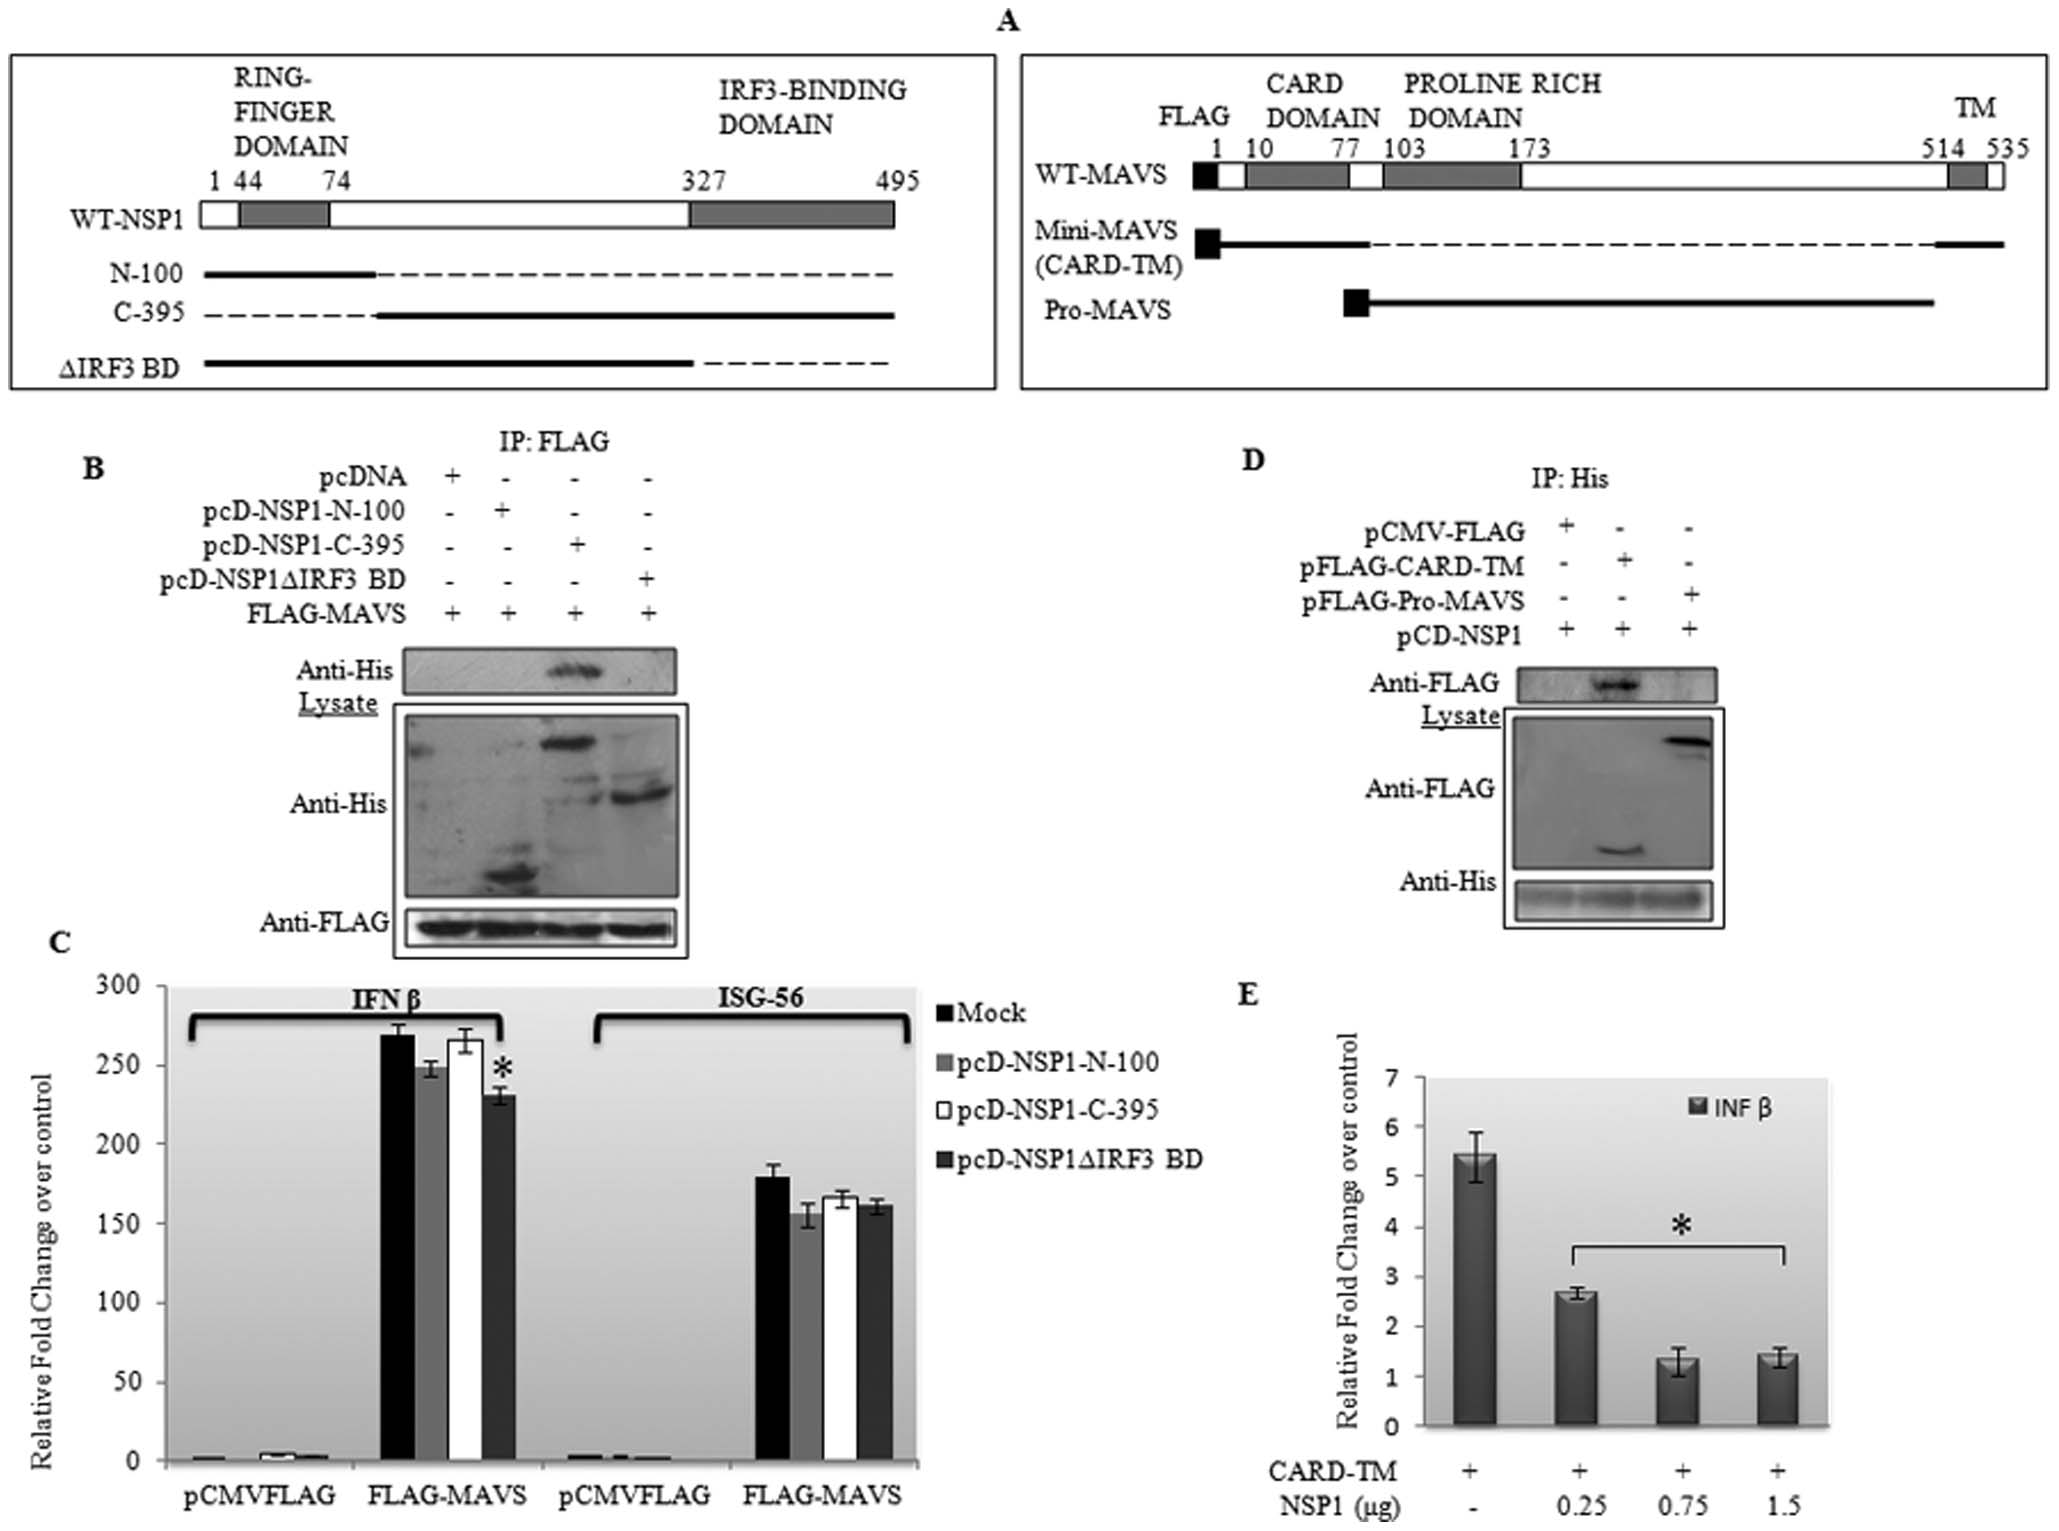 A
RING-
FINGER
DOMAIN
IRF3-BINDING
DOMAIN
1 44 74 327 495
WT-NSP1
N-100
C-395
ΔIRF3 BD
FLAG
CARD
DOMAIN
PROLINE RICH
DOMAIN
TM
1 10 77 103 173 514 535
WT-MAVS
Mini-MAVS
(CARD-TM)
Pro-MAVS
B
IP: FLAG
pcDNA + - - -
pcD-NSP1-N-100 - + - -
pcD-NSP1-C-395 - - + -
pcD-NSP1ΔIRF3 BD - - - +
FLAG-MAVS + + + +
Anti-His
Lysate
Anti-His
Anti-FLAG
D
IP: His
pCMV-FLAG + - -
pFLAG-CARD-TM - + -
pFLAG-Pro-MAVS - - +
pCD-NSP1 + + +
Anti-FLAG
Lysate
Anti-FLAG
Anti-His
C
Relative Fold Change over control
300
250
200
150
100
50
0
IFN β
ISG-56
*
pCMVFLAG FLAG-MAVS pCMVFLAG FLAG-MAVS
Mock
pcD-NSP1-N-100
pcD-NSP1-C-395
pcD-NSP1ΔIRF3 BD
E
Relative Fold Change over control
7
6
5
4
3
2
1
0
INF β
*
CARD-TM + + + +
NSP1 (μg) - 0.25 0.75 1.5